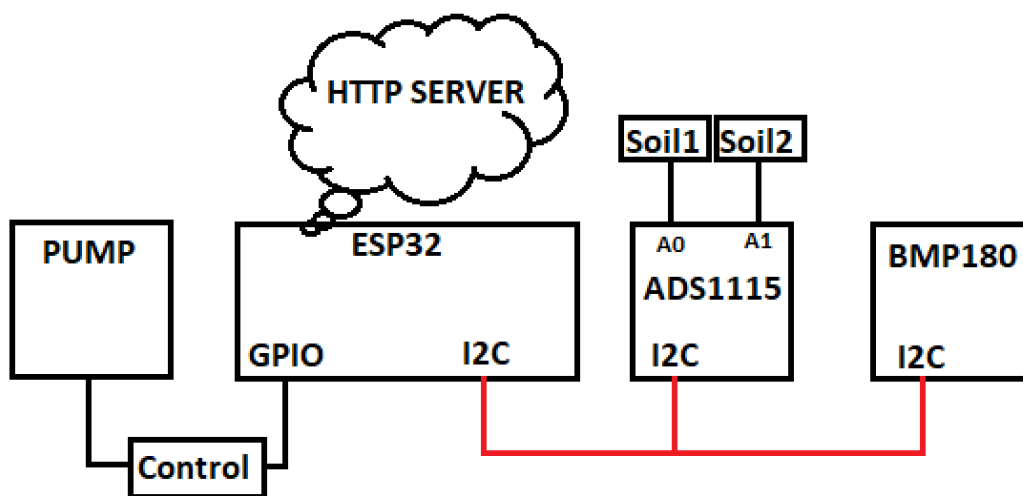 HTTP SERVER
Soil1 Soil2
PUMP
ESP32
A0 A1
BMP180
ADS1115
GPIO I2C
I2C
I2C
Control